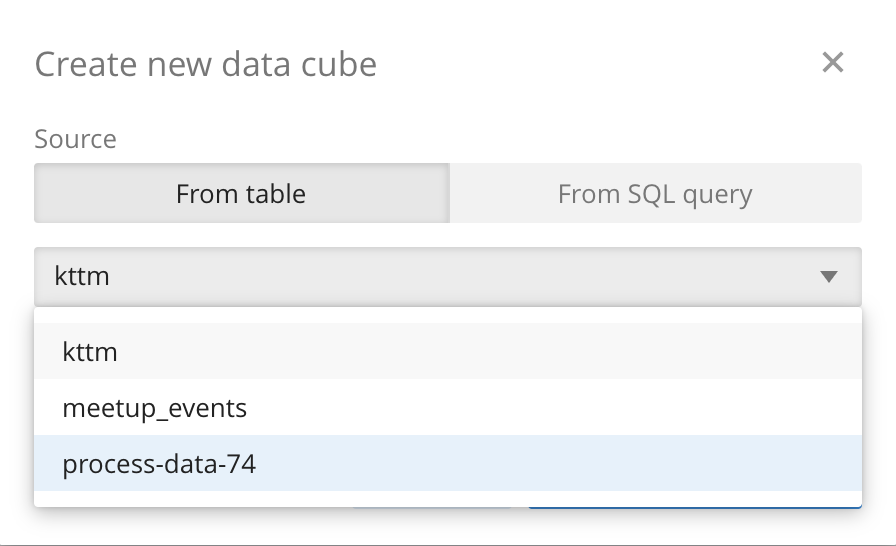 Create new data cube
Source
From table
From SQL query
kttm
kttm
meetup_events
process-data-74